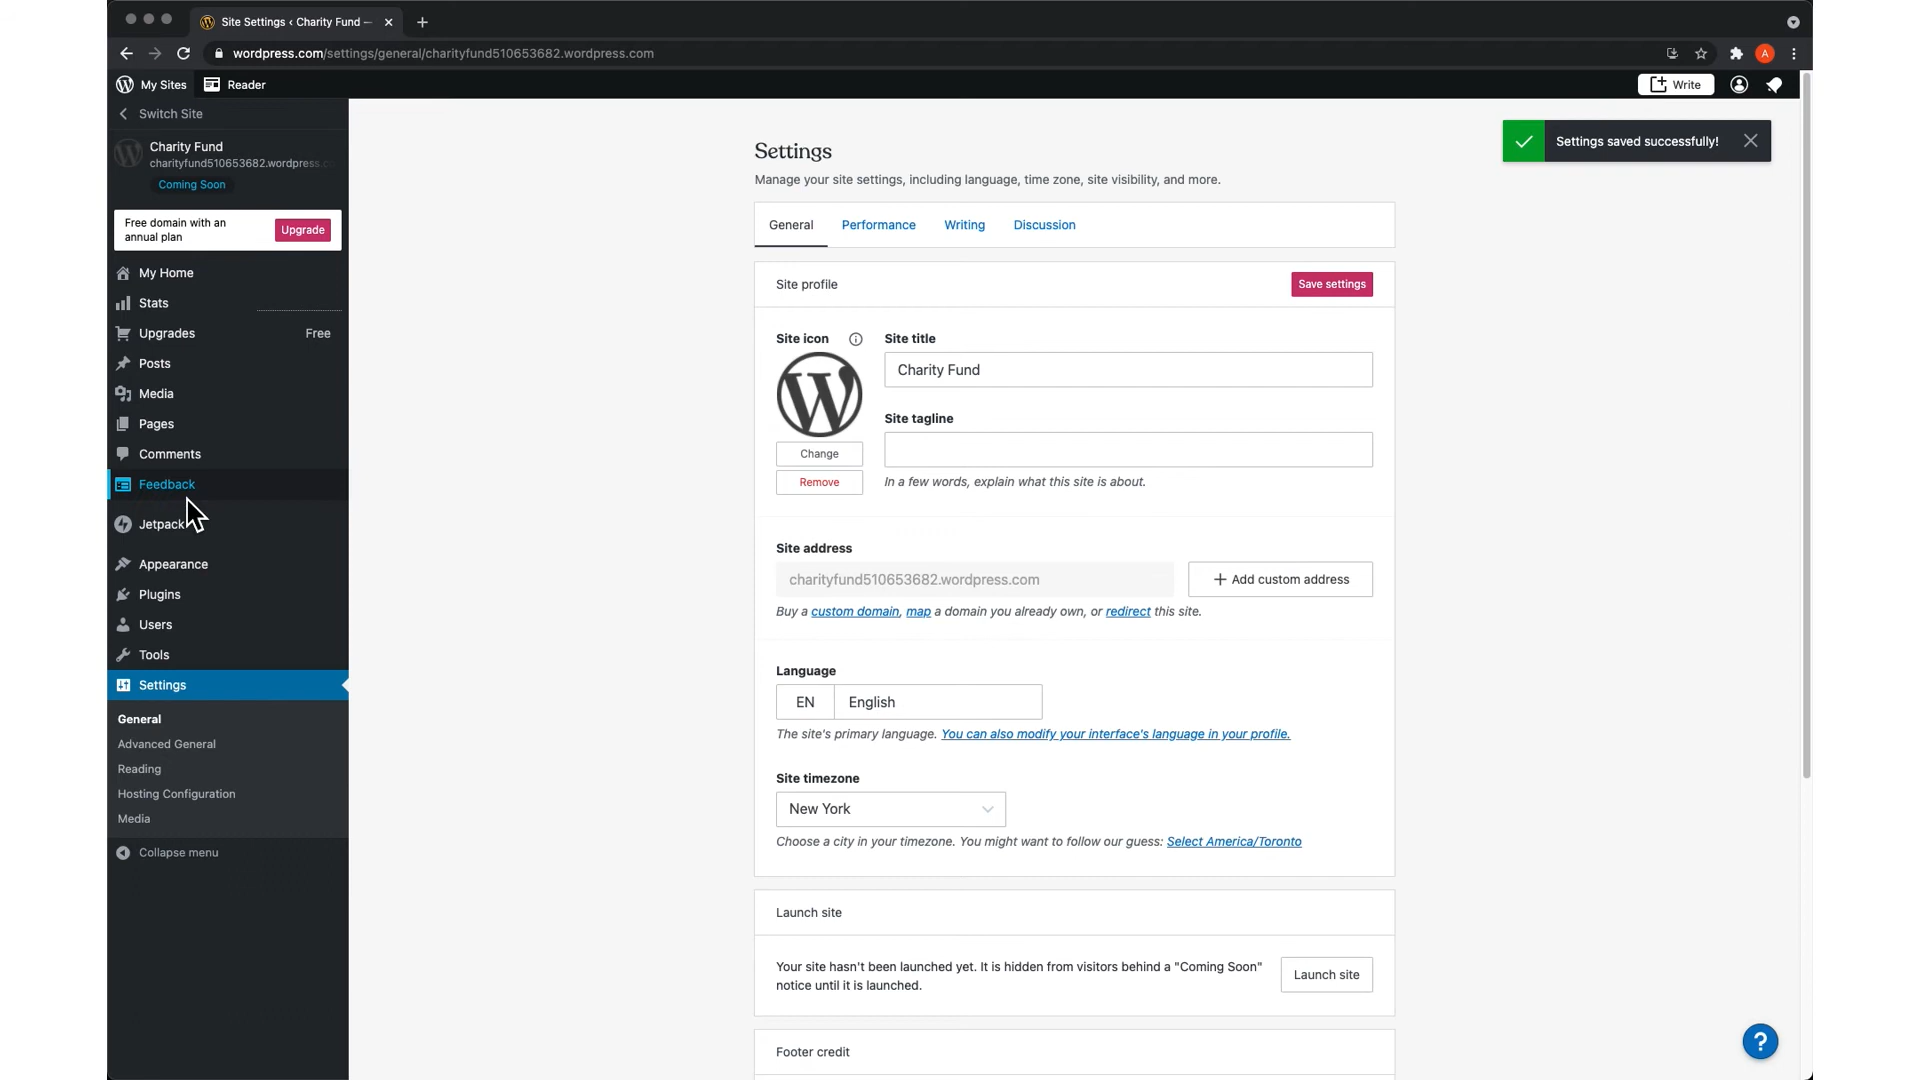 Site Settings ‹ Charity Fund —
wordpress.com/settings/general/charityfund510653682.wordpress.com
A
My Sites
Reader
Write
Switch Site
Charity Fund
charityfund510653682.wordpress.c
Coming Soon
Free domain with an
annual plan
Upgrade
My Home
Stats
Upgrades
Free
Posts
Media
Pages
Comments
Feedback
Jetpack
Appearance
Plugins
Users
Tools
Settings
General
Advanced General
Reading
Hosting Configuration
Media
Collapse menu
Settings
Manage your site settings, including language, time zone, site visibility, and more.
Settings saved successfully!
General
Performance
Writing
Discussion
Site profile
Save settings
Site icon
Change
Remove
Site title
Charity Fund
Site tagline
In a few words, explain what this site is about.
Site address
charityfund510653682.wordpress.com
+ Add custom address
Buy a custom domain, map a domain you already own, or redirect this site.
Language
EN
English
The site's primary language. You can also modify your interface's language in your profile.
Site timezone
New York
Choose a city in your timezone. You might want to follow our guess: Select America/Toronto
Launch site
Your site hasn't been launched yet. It is hidden from visitors behind a "Coming Soon"
notice until it is launched.
Launch site
Footer credit
?